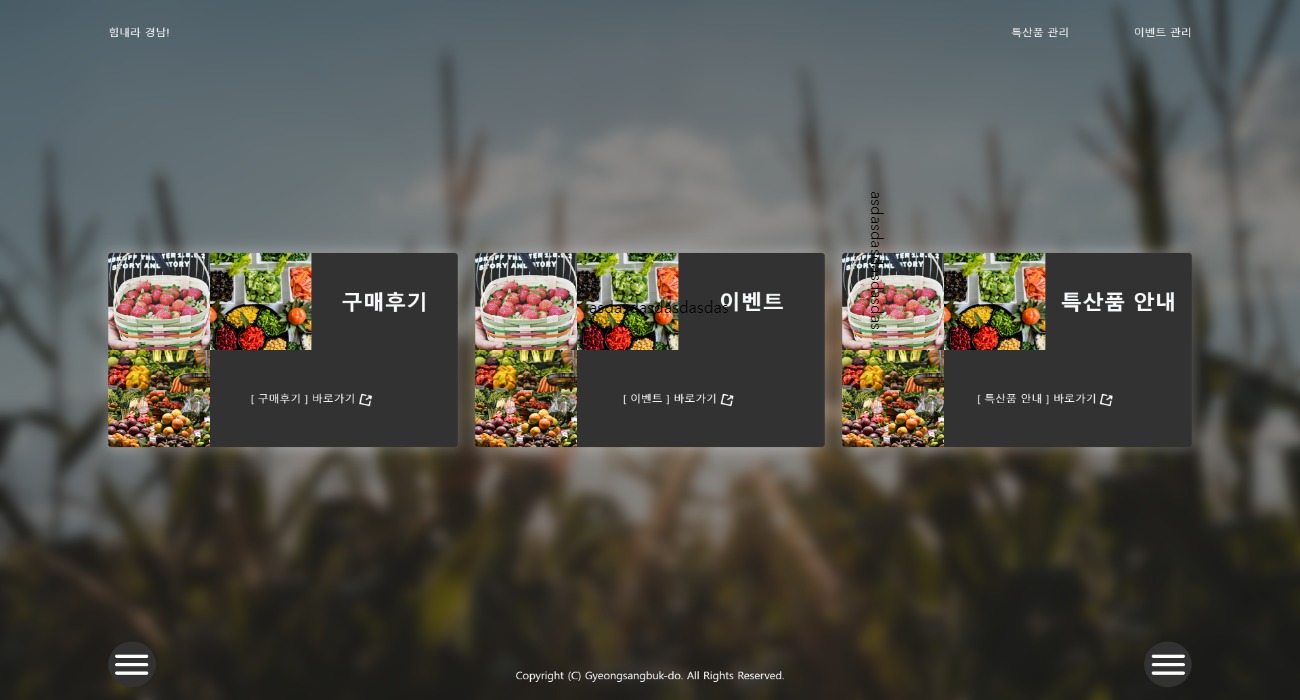 힘내라 경남!
특산품 관리
이벤트 관리
구매후기
이벤트
특산품 안내
[ 구매후기 ] 바로가기
[ 이벤트 ] 바로가기
[ 특산품 안내 ] 바로가기
Copyright (C) Gyeongsangbuk-do. All Rights Reserved.